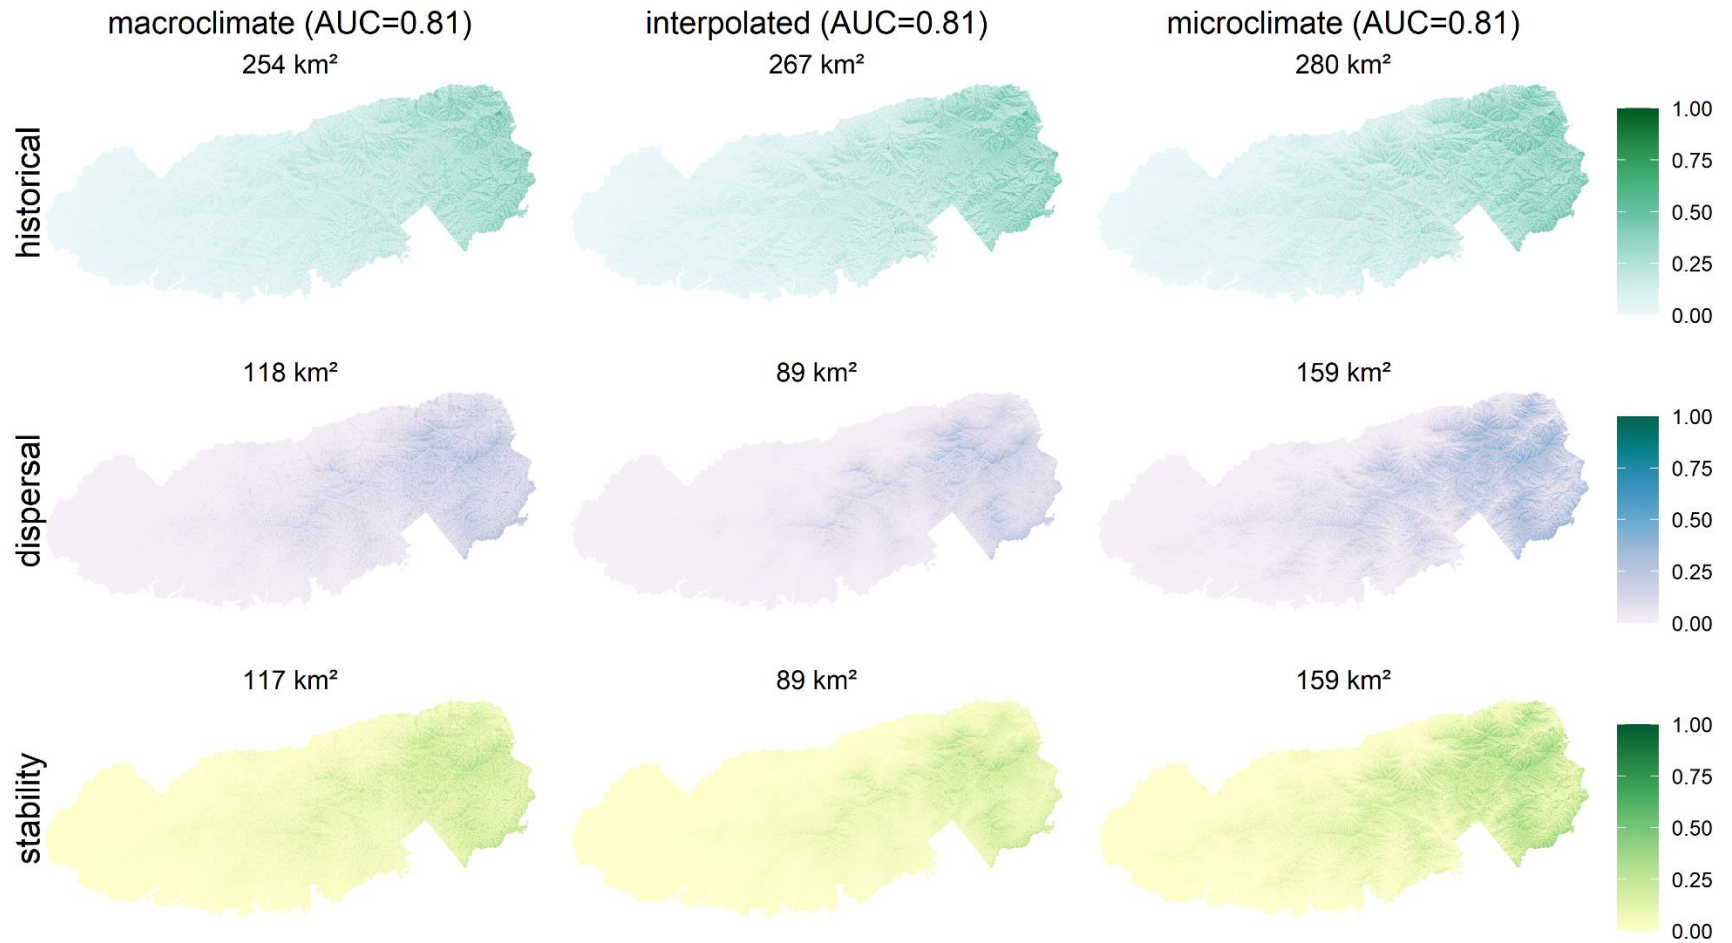 macroclimate (AUC=0.81) interpolated (AUC=0.81) microclimate (AUC=0.81)
254 km² 267 km² 280 km²
historical
1.00
0.75
0.50
0.25
0.00
118 km² 89 km² 159 km²
dispersal
1.00
0.75
0.50
0.25
0.00
117 km² 89 km² 159 km²
stability
1.00
0.75
0.50
0.25
0.00